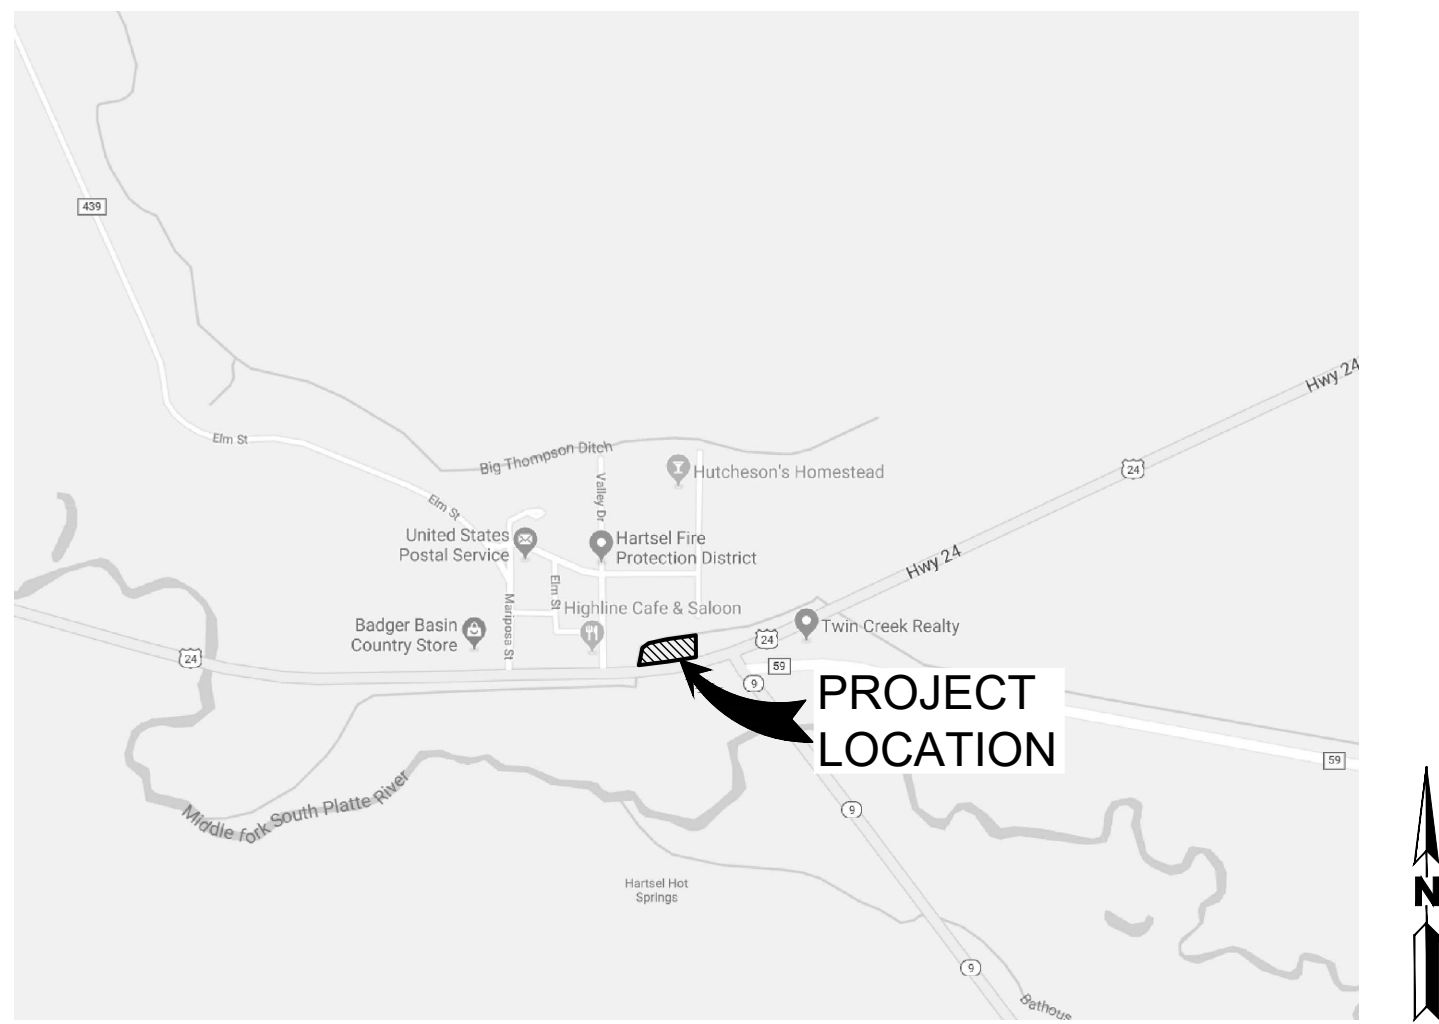 439
Hwy 24
Elm St
Big Thompson Ditch
Hutcheson's Homestead
24
Elm St
Valley Dr
United States
Postal Service
Hartsel Fire
Protection District
Hwy 24
Elm St
Mariposa St
Highline Cafe & Saloon
Badger Basin
Country Store
Twin Creek Realty
24
24
59
9
PROJECT
LOCATION
59
Middle fork South Platte River
9
Hartsel Hot
Springs
N
9
Bathous